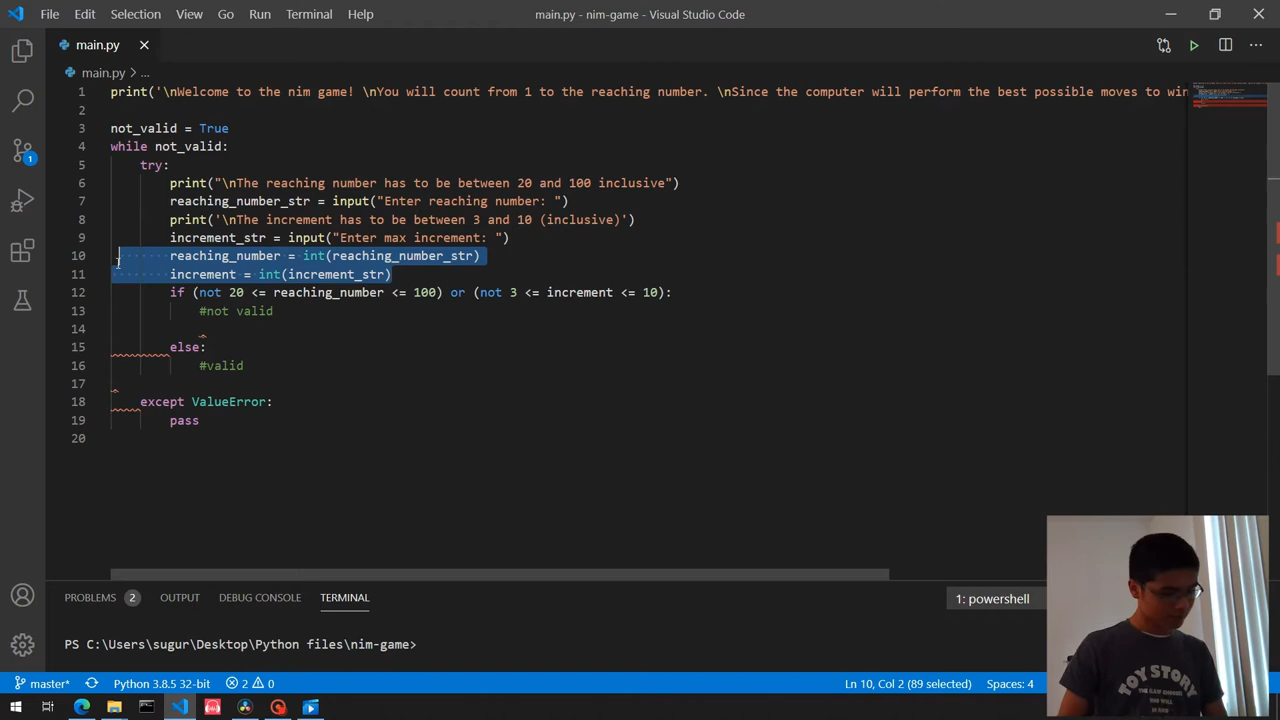 File Edit Selection View Go Run Terminal Help main.py - nim-game - Visual Studio Code
main.py
main.py > ...
1 print('\nWelcome to the nim game! \nYou will count from 1 to the reaching number. \nSince the computer will perform the best possible moves to win
2
3 not_valid = True
4 while not_valid:
5 try:
6 print("\nThe reaching number has to be between 20 and 100 inclusive")
7 reaching_number_str = input("Enter reaching number: ")
8 print('\nThe increment has to be between 3 and 10 (inclusive)')
9 increment_str = input("Enter max increment: ")
10 reaching_number = int(reaching_number_str)
11 increment = int(increment_str)
12 if (not 20 <= reaching_number <= 100) or (not 3 <= increment <= 10):
13 #not valid
14
15 else:
16 #valid
17
18 except ValueError:
19 pass
20
1
PROBLEMS 2 OUTPUT DEBUG CONSOLE TERMINAL 1: powershell
PS C:\Users\sugur\Desktop\Python files\nim-game>
TOY STORY
master* Python 3.8.5 32-bit 2 0 Ln 10, Col 2 (89 selected) Spaces: 4